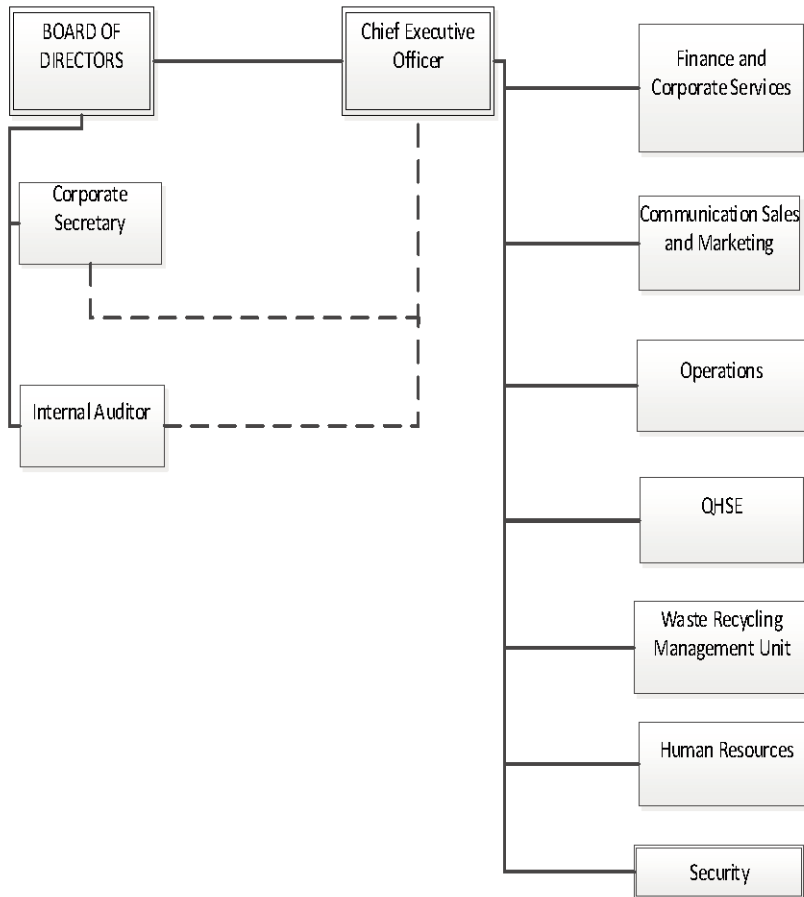 BOARD OF
DIRECTORS
Chief Executive
Officer
Finance and
Corporate Services
Corporate
Secretary
Communication Sales
and Marketing
Internal Auditor
Operations
QHSE
Waste Recycling
Management Unit
Human Resources
Security